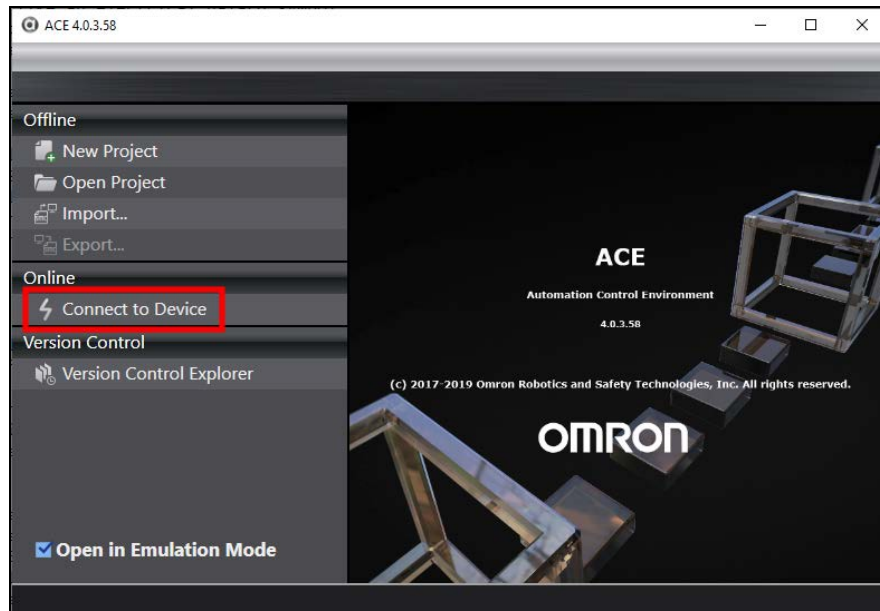 ACE 4.0.3.58
Offline
New Project
Open Project
Import...
Export...
Online
Connect to Device
Version Control
Version Control Explorer
Open in Emulation Mode
ACE
Automation Control Environment
4.0.3.58
(c) 2017-2019 Omron Robotics and Safety Technologies, Inc. All rights reserved.
OMRON